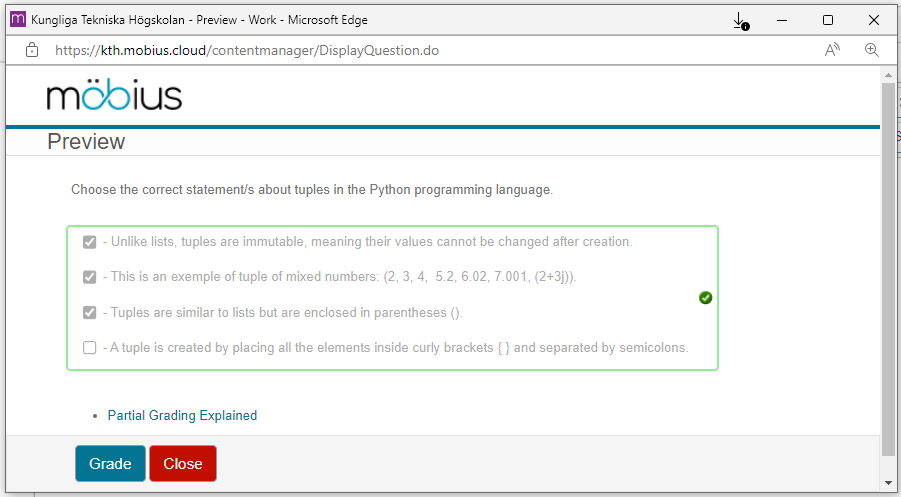 Kungliga Tekniska Högskolan - Preview - Work - Microsoft Edge
https://kth.mobius.cloud/contentmanager/DisplayQuestion.do
möbius
Preview
Choose the correct statement/s about tuples in the Python programming language.
- Unlike lists, tuples are immutable, meaning their values cannot be changed after creation.
- This is an exemple of tuple of mixed numbers: (2, 3, 4,  5.2, 6.02, 7.001, (2+3j)).
- Tuples are similar to lists but are enclosed in parentheses ().
- A tuple is created by placing all the elements inside curly brackets { } and separated by semicolons.
• Partial Grading Explained
Grade Close